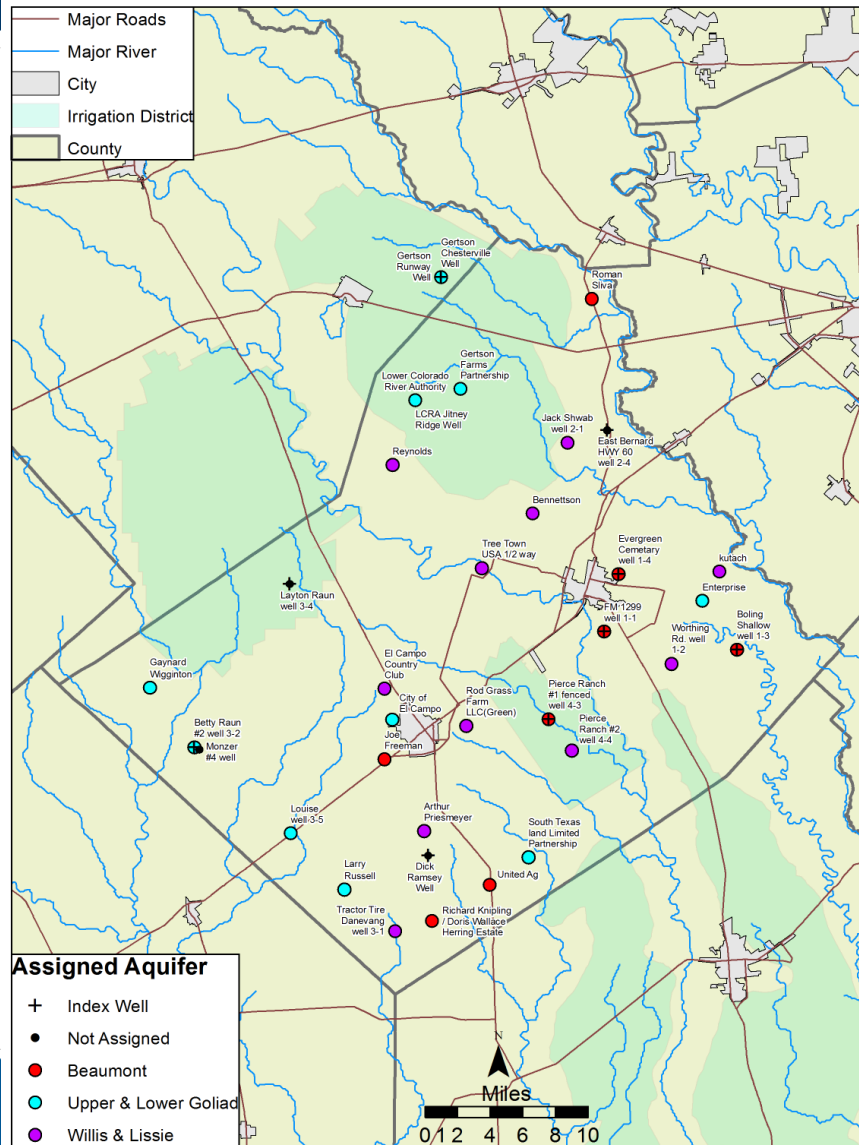 Major Roads
Major River
City
Irrigation District
County
Gertson
Runway
Well
Gertson
Chesterville
Well
Roman
Sliva
Gertson
Farms
Partnership
Lower Colorado
River Authority
LCRA Jitney
Ridge Well
Jack Shwab
well 2-1
East Bernard
HWY 60
well 2-4
Reynolds
Bennettson
Tree Town
USA 1/2 way
Evergreen
Cemetary
well 1-4
kutach
Layton Raun
well 3-4
Enterprise
FM 1299
well 1-1
Boling
Shallow
well 1-3
Worthing
Rd. well
1-2
El Campo
Country
Club
Gaynard
Wigginton
Rod Grass
Farm
LLC(Green)
Pierce Ranch
#1 fenced
well 4-3
City of
El Campo
Pierce
Ranch #2
well 4-4
Betty Raun
#2 well 3-2
Monzer
#4 well
Joe
Freeman
Louise
well 3-5
Arthur
Priesmeyer
South Texas
land Limited
Partnership
Larry
Russell
Dick
Ramsey
Well
United Ag
Tractor Tire
Danevang
well 3-1
Richard Knipling
/ Doris Wallace
Herring Estate
Assigned Aquifer
Index Well
Not Assigned
Beaumont
Upper & Lower Goliad
Willis & Lissie
N
Miles
0 1 2 4 6 8 10